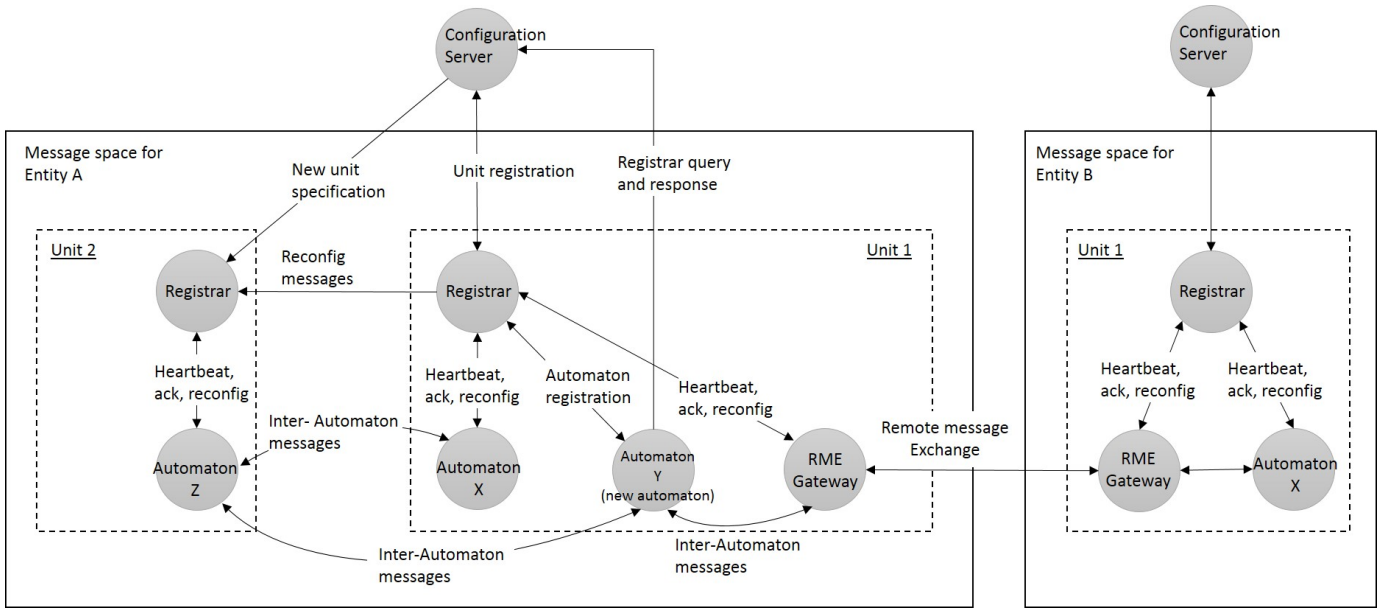 Configuration
Server
Configuration
Server
Message space for
Entity A
Message space for
Entity B
New unit
specification
Unit registration
Registrar query
and response
Unit 2
Unit 1
Unit 1
Reconfig
messages
Registrar
Registrar
Registrar
Heartbeat,
ack, reconfig
Heartbeat,
ack, reconfig
Automaton
registration
Heartbeat,
ack, reconfig
Heartbeat,
ack, reconfig
Heartbeat,
ack, reconfig
Inter- Automaton
messages
Remote message
Exchange
Automaton
Z
Automaton
X
Automaton
Y
(new automaton)
RME
Gateway
RME
Gateway
Automaton
X
Inter-Automaton
messages
Inter-Automaton
messages